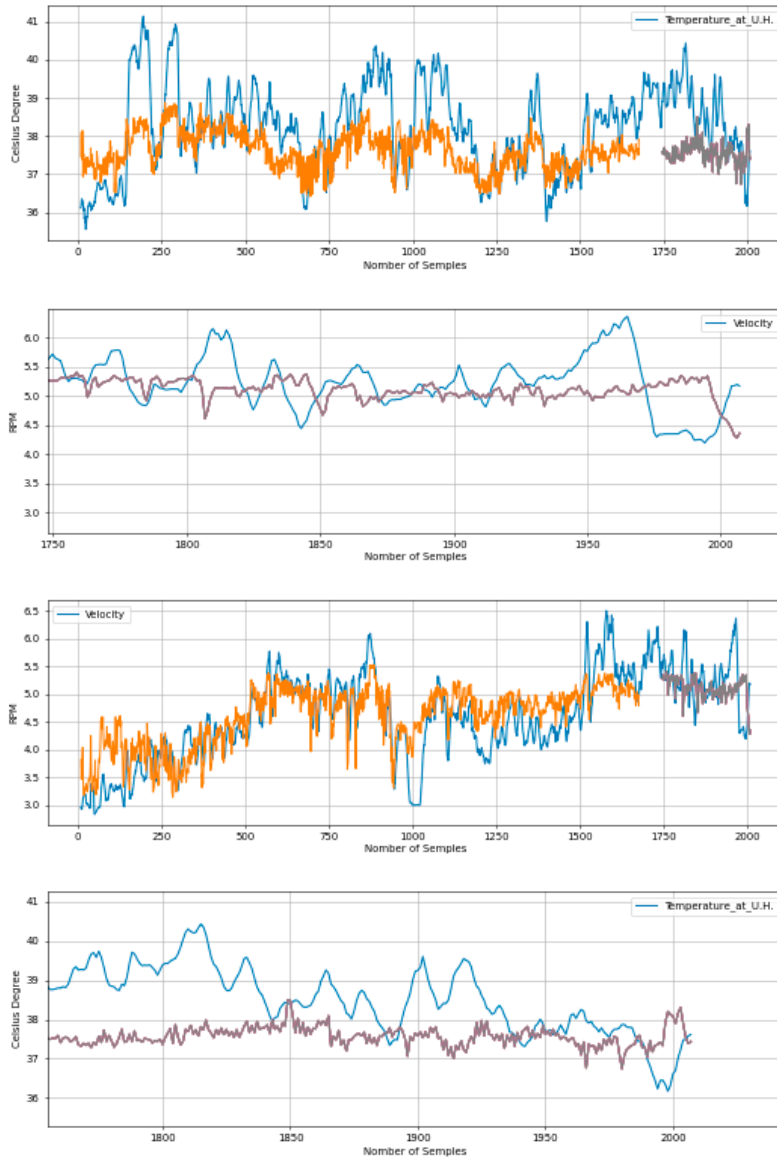 41
40
39
38
37
36
Celsius Degree
Temperature_at_U.H.
0 250 500 750 1000 1250 1500 1750 2000
Nomber of Semples
6.0
5.5
5.0
4.5
4.0
3.5
3.0
RPM
Velocity
1750 1800 1850 1900 1950 2000
Nomber of Semples
6.5
6.0
5.5
5.0
4.5
4.0
3.5
3.0
RPM
Velocity
0 250 500 750 1000 1250 1500 1750 2000
Nomber of Semples
41
40
39
38
37
36
Celsius Degree
Temperature_at_U.H.
1800 1850 1900 1950 2000
Nomber of Semples